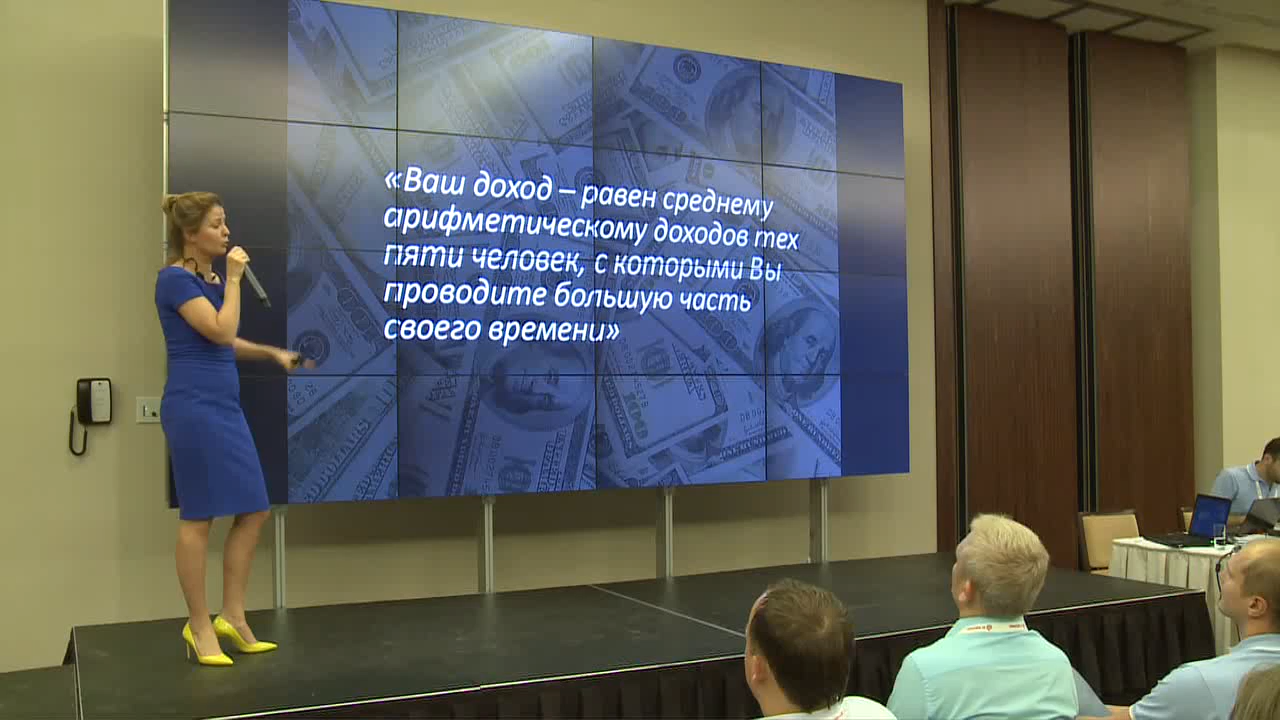 «Ваш доход – равен среднему
арифметическому доходов тех
пяти человек, с которыми Вы
проводите большую часть
своего времени»